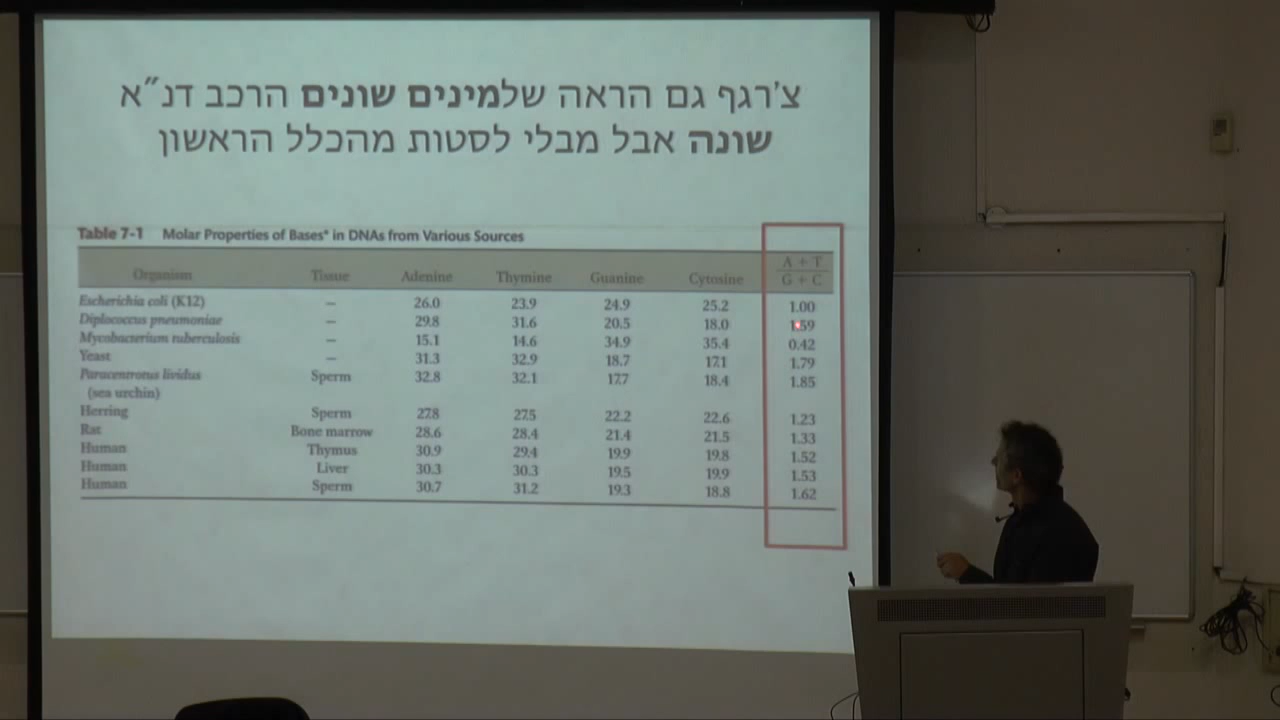 צ'רגף גם הראה שלמינים שונים הרכב דנ"א
שונה אבל מבלי לסטות מהכלל הראשון
Table 7-1 Molar Properties of Bases* in DNAs from Various Sources
Organism Tissue Adenine Thymine Guanine Cytosine A + T / G + C
Escherichia coli (K12) – 26.0 23.9 24.9 25.2 1.00
Diplococcus pneumoniae – 29.8 31.6 20.5 18.0 1.59
Mycobacterium tuberculosis – 15.1 14.6 34.9 35.4 0.42
Yeast – 31.3 32.9 18.7 17.1 1.79
Paracentrotus lividus Sperm 32.8 32.1 17.7 18.4 1.85
(sea urchin)
Herring Sperm 27.8 27.5 22.2 22.6 1.23
Rat Bone marrow 28.6 28.4 21.4 21.5 1.33
Human Thymus 30.9 29.4 19.9 19.8 1.52
Human Liver 30.3 30.3 19.5 19.9 1.53
Human Sperm 30.7 31.2 19.3 18.8 1.62